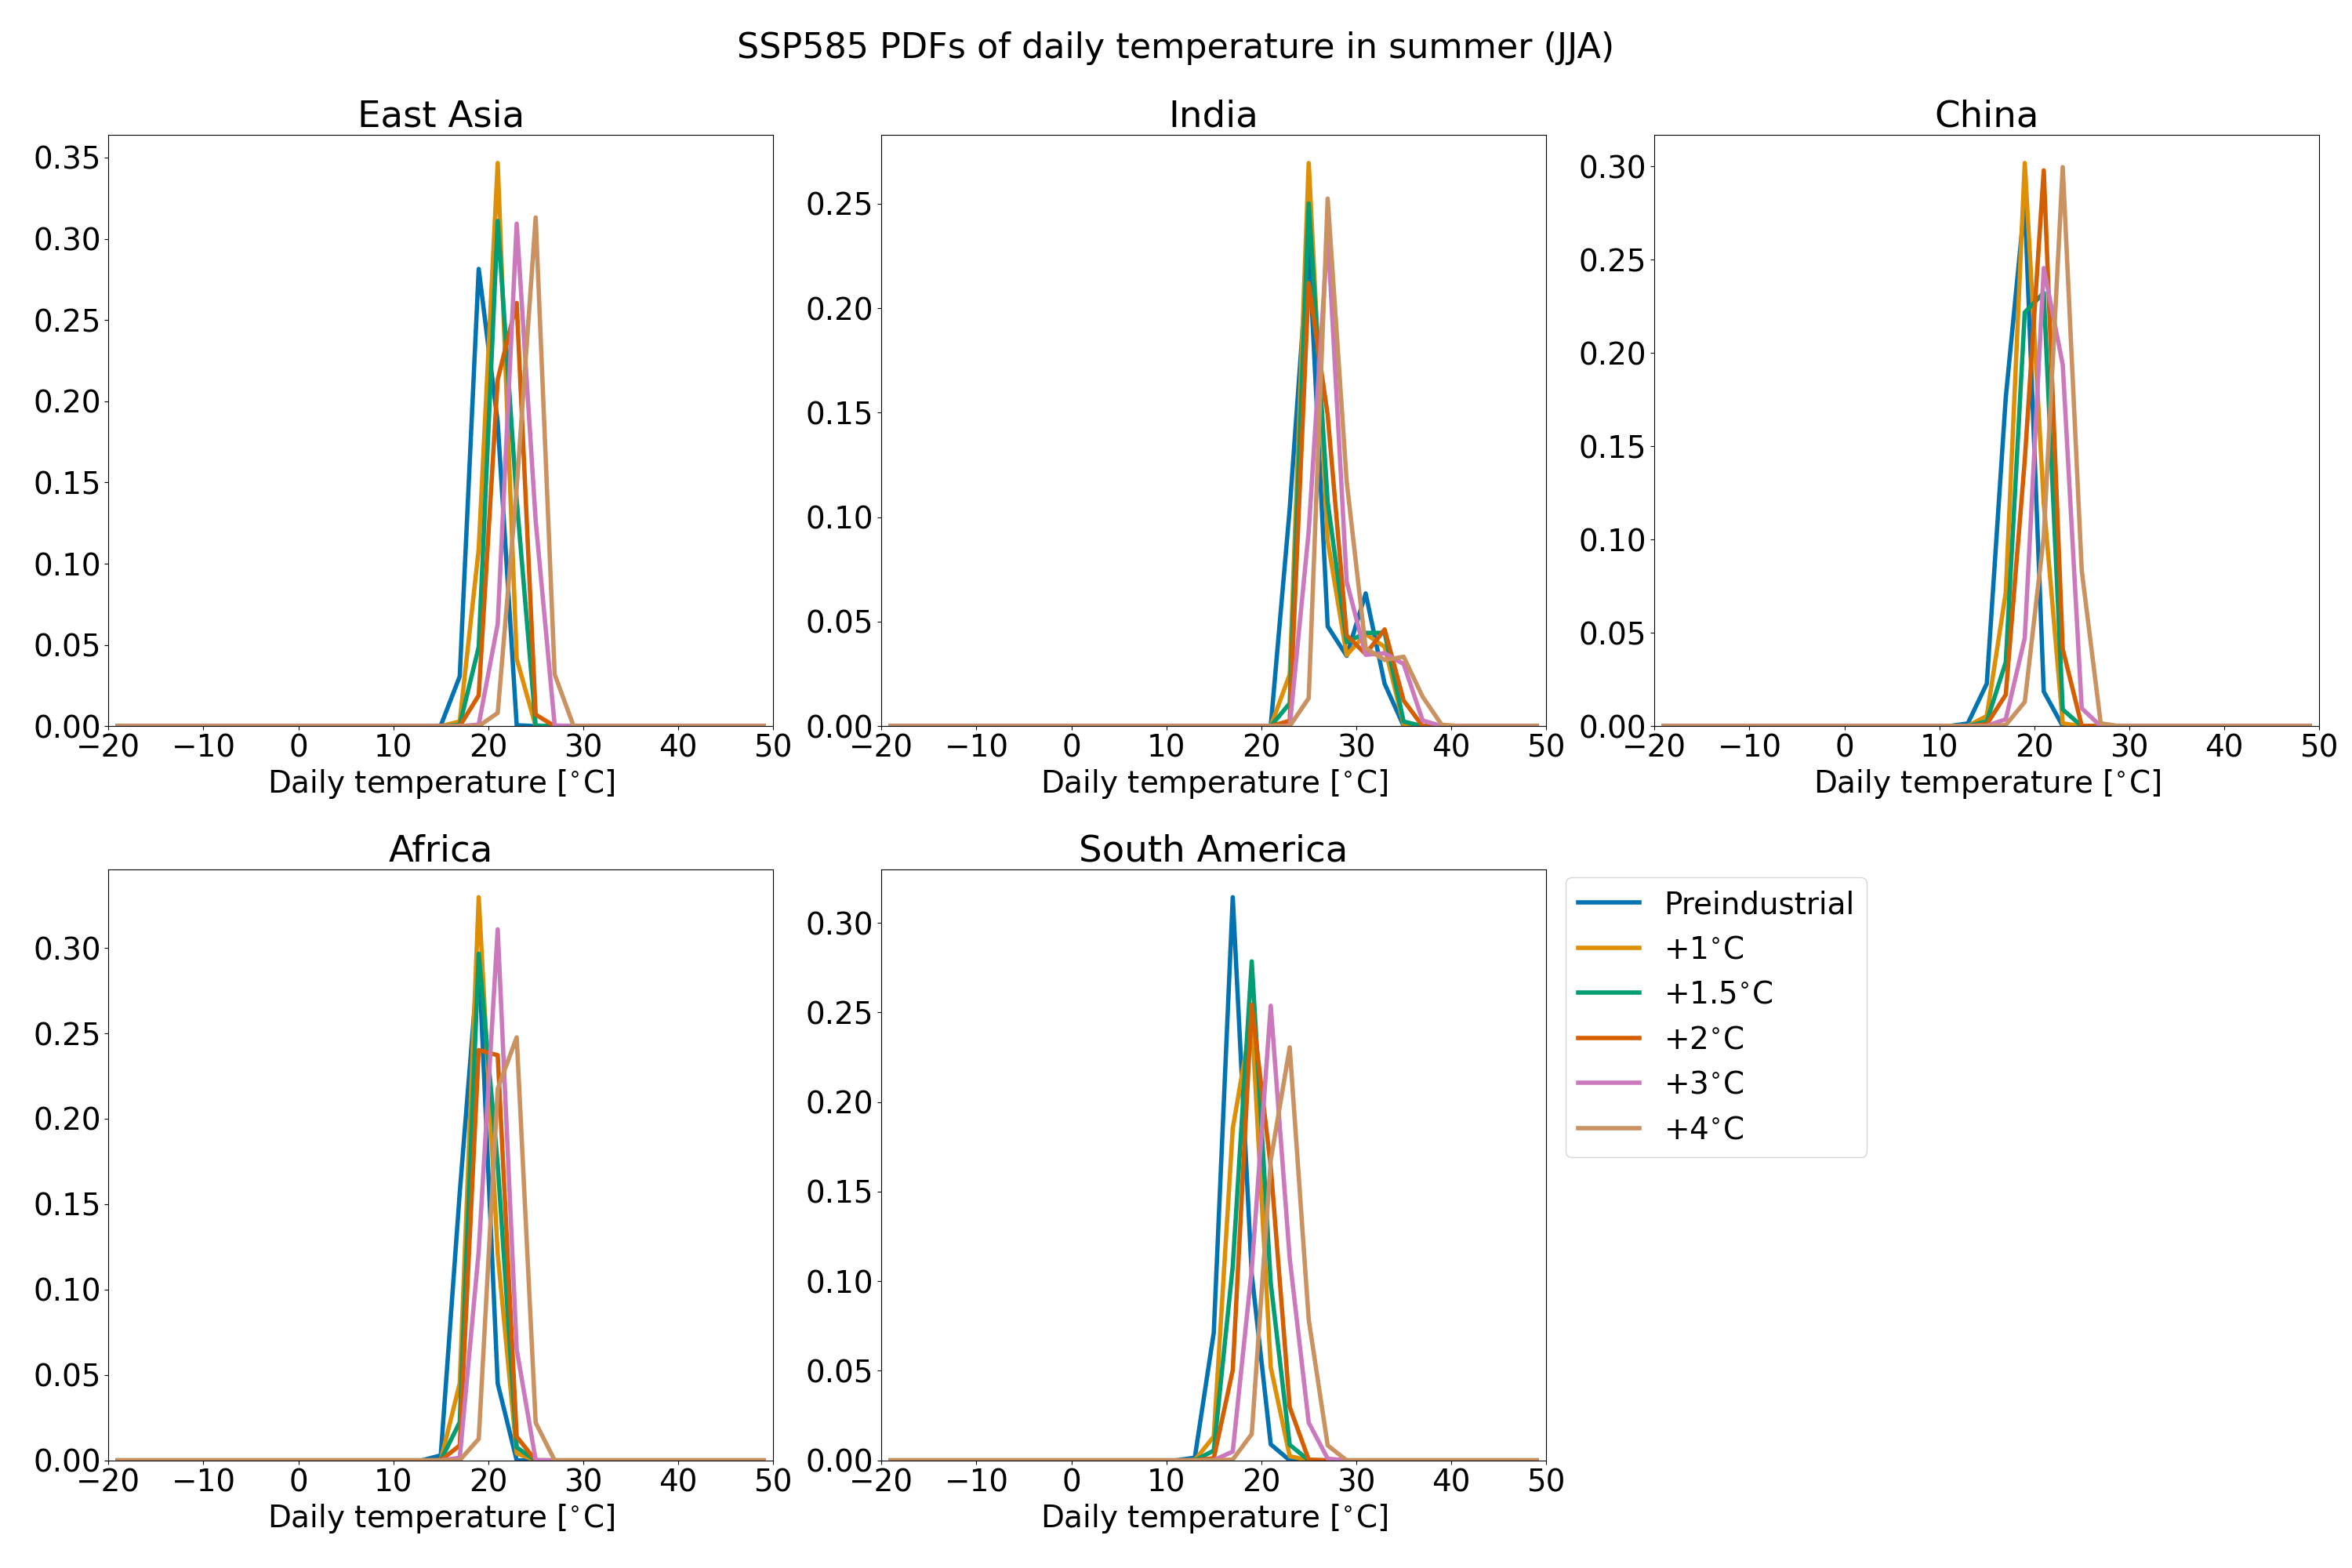 SSP585 PDFs of daily temperature in summer (JJA)
East Asia
0.35
0.30
0.25
0.20
0.15
0.10
0.05
0.00
−20 −10 0 10 20 30 40 50
Daily temperature [°C]
India
0.25
0.20
0.15
0.10
0.05
0.00
−20 −10 0 10 20 30 40 50
Daily temperature [°C]
China
0.30
0.25
0.20
0.15
0.10
0.05
0.00
−20 −10 0 10 20 30 40 50
Daily temperature [°C]
Africa
0.30
0.25
0.20
0.15
0.10
0.05
0.00
−20 −10 0 10 20 30 40 50
Daily temperature [°C]
South America
0.30
0.25
0.20
0.15
0.10
0.05
0.00
−20 −10 0 10 20 30 40 50
Daily temperature [°C]
Preindustrial
+1°C
+1.5°C
+2°C
+3°C
+4°C